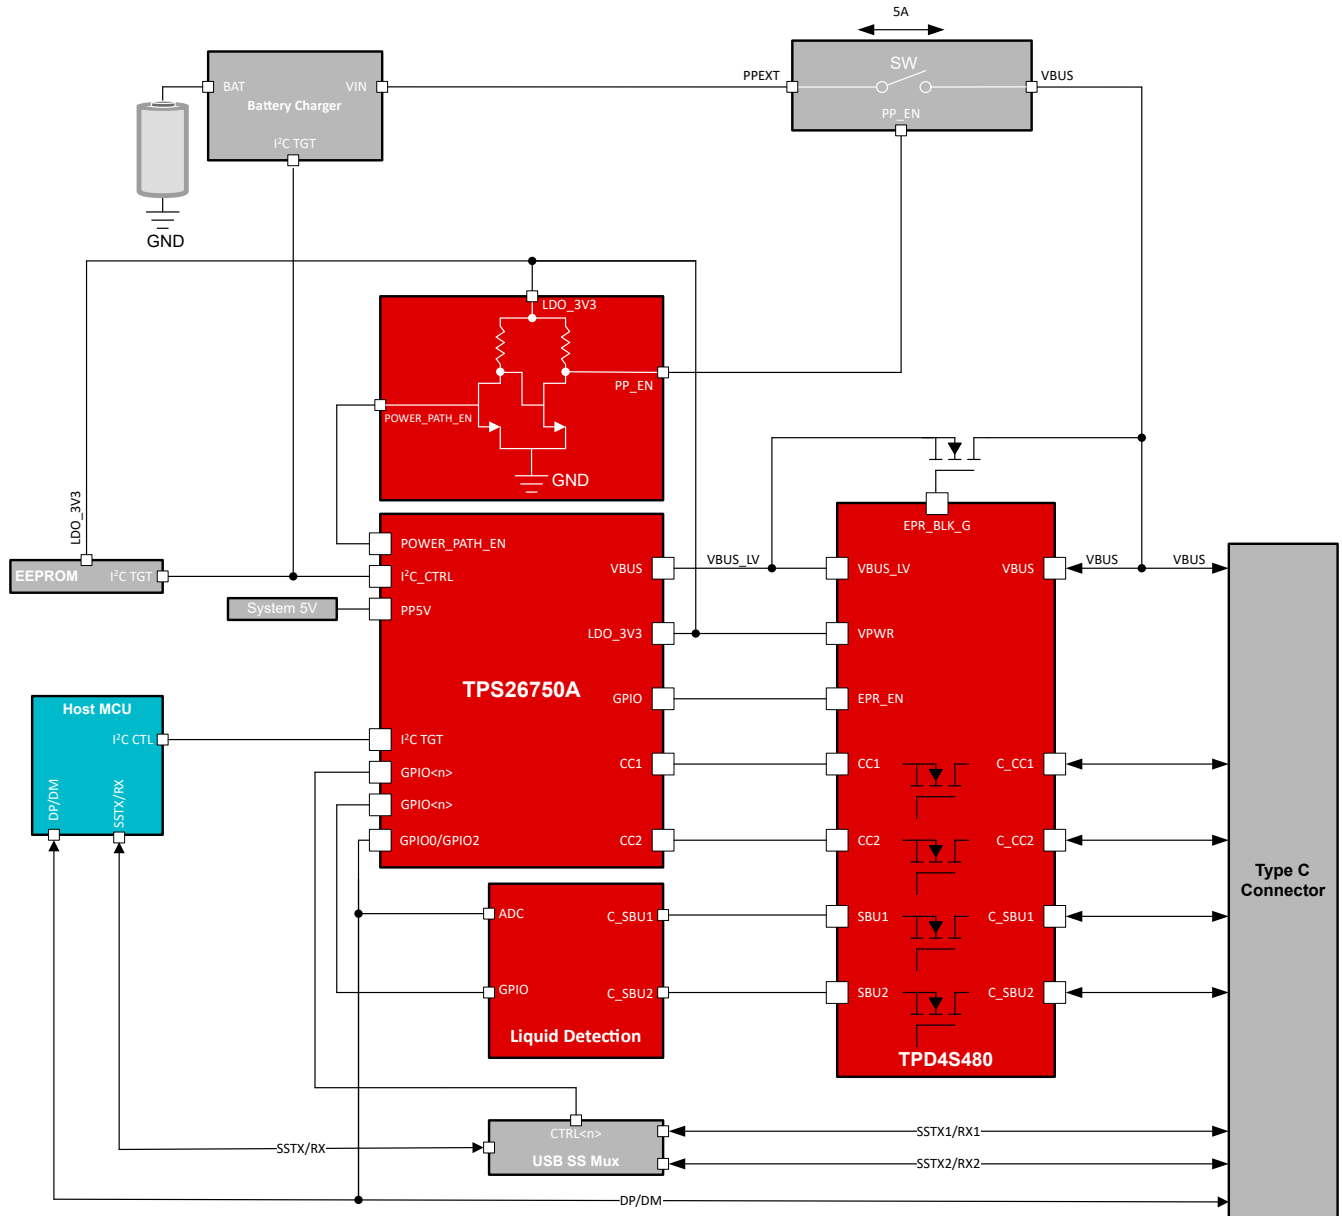 5A
SW
PPEXT
VBUS
PP_EN
BAT
VIN
Battery Charger
I²C TGT
GND
LDO_3V3
PP_EN
POWER_PATH_EN
GND
LDO_3V3
EEPROM
I²C TGT
System 5V
POWER_PATH_EN
I²C_CTRL
PP5V
VBUS
LDO_3V3
TPS26750A
GPIO
I²C TGT
GPIO<n>
GPIO<n>
GPIO0/GPIO2
CC1
CC2
VBUS_LV
EPR_BLK_G
VBUS_LV
VBUS
VBUS
VBUS
VPWR
EPR_EN
CC1
C_CC1
CC2
C_CC2
SBU1
C_SBU1
SBU2
C_SBU2
TPD4S480
Type C
Connector
Host MCU
I²C CTL
DP/DM
SSTX/RX
ADC
C_SBU1
GPIO
C_SBU2
Liquid Detection
CTRL<n>
USB SS Mux
SSTX/RX
SSTX1/RX1
SSTX2/RX2
DP/DM